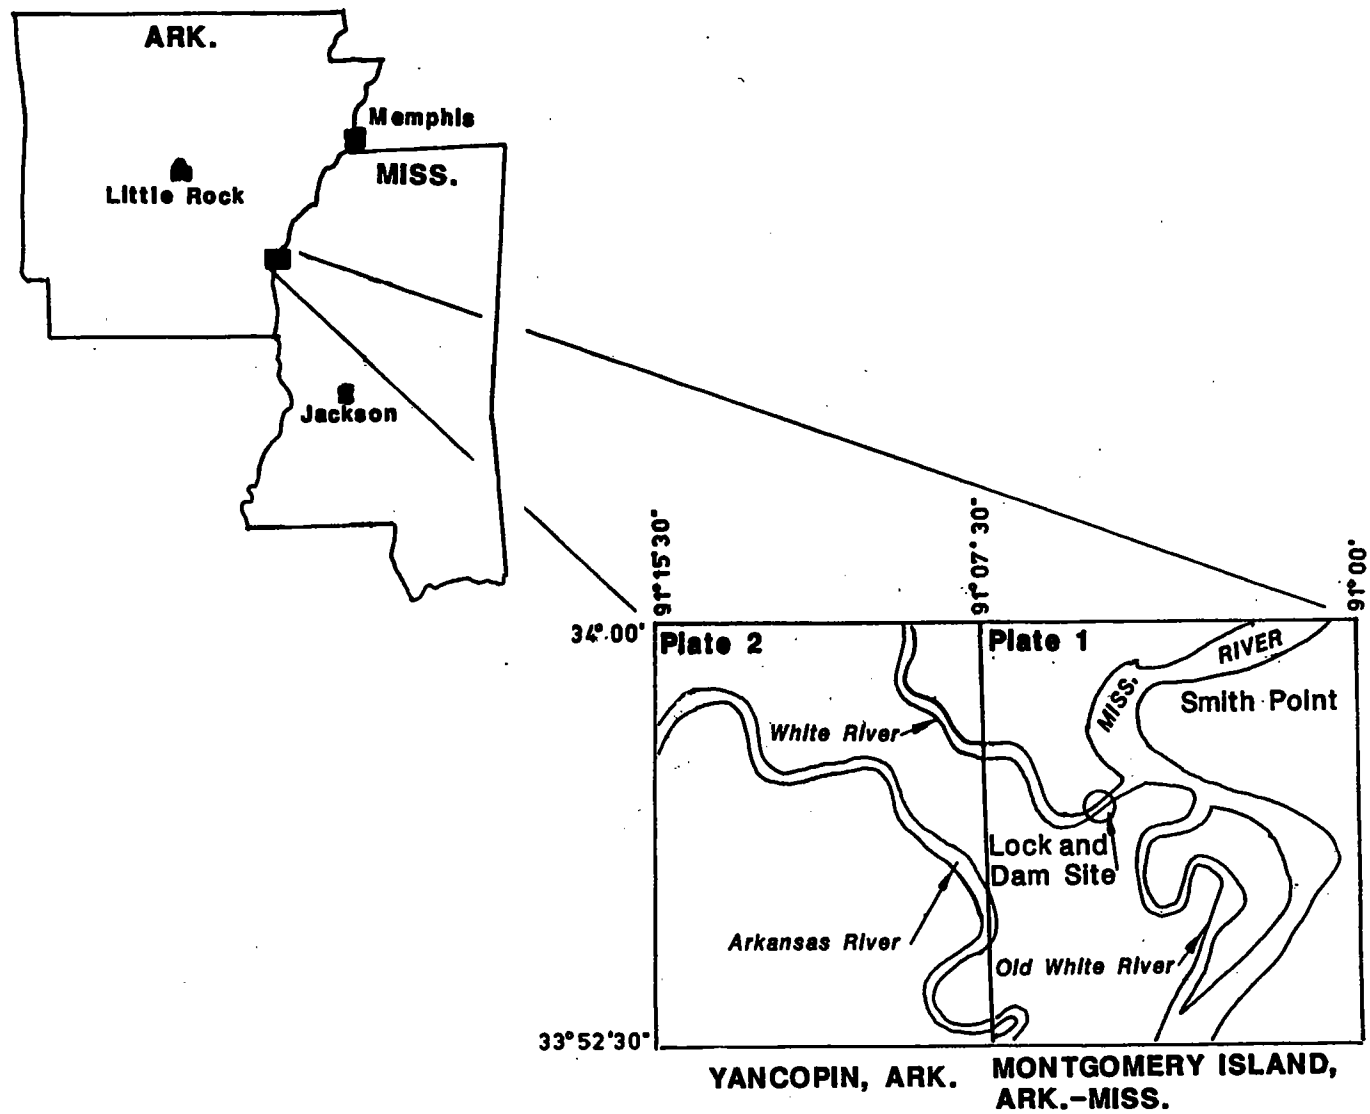 ARK.
Memphis
MISS.
Little Rock
Jackson
91°15'30"
91°07'30"
91°00'
34°00'
Plate 2
Plate 1
MISS. RIVER
Smith Point
White River
Lock and
Dam Site
Arkansas River
Old White River
33°52'30"
YANCOPIN, ARK.
MONTGOMERY ISLAND,
ARK.-MISS.